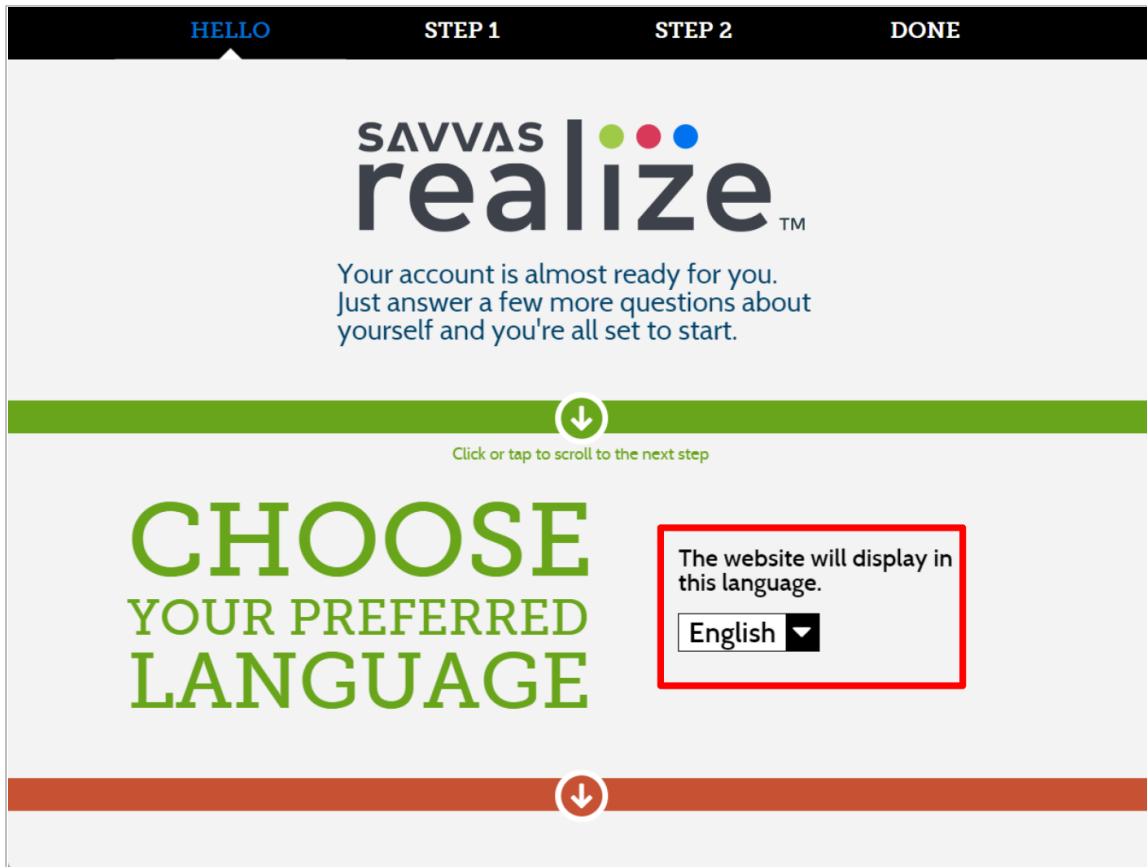 HELLO STEP 1 STEP 2 DONE
SAVVAS
realize™
Your account is almost ready for you.
Just answer a few more questions about
yourself and you're all set to start.
Click or tap to scroll to the next step
CHOOSE
YOUR PREFERRED
LANGUAGE
The website will display in
this language.
English